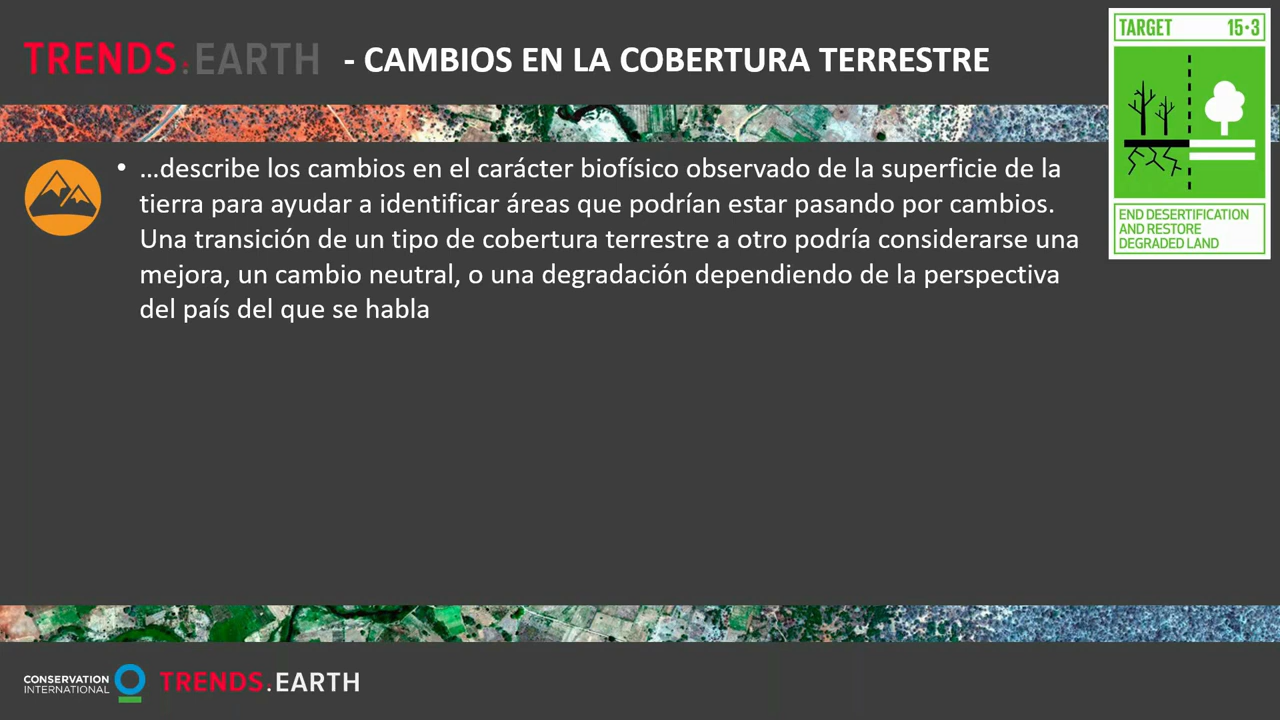 TRENDS.EARTH - CAMBIOS EN LA COBERTURA TERRESTRE
TARGET 15·3
END DESERTIFICATION
AND RESTORE
DEGRADED LAND
• ...describe los cambios en el carácter biofísico observado de la superficie de la
tierra para ayudar a identificar áreas que podrían estar pasando por cambios.
Una transición de un tipo de cobertura terrestre a otro podría considerarse una
mejora, un cambio neutral, o una degradación dependiendo de la perspectiva
del país del que se habla
CONSERVATION
INTERNATIONAL
TRENDS.EARTH